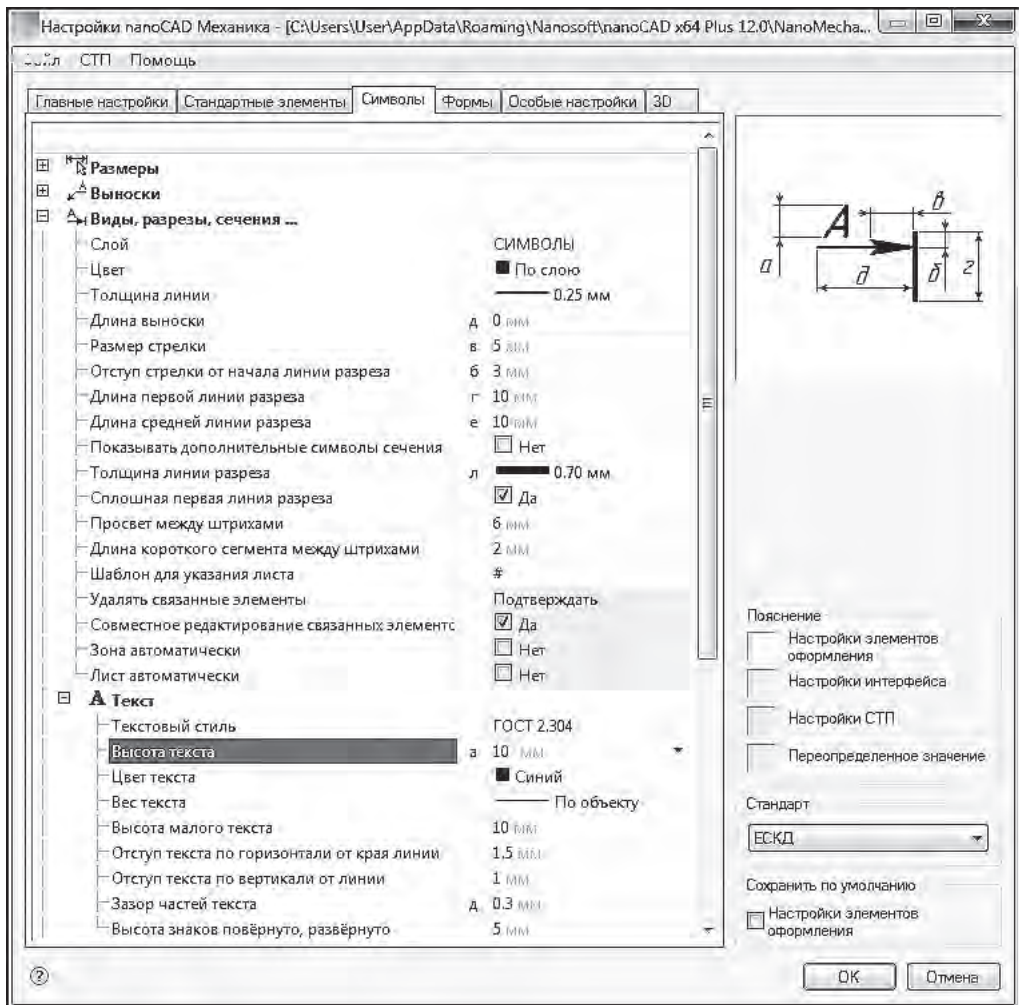 Настройки nanoCAD Механика - [C:\Users\User\AppData\Roaming\Nanosoft\nanoCAD x64 Plus 12.0\NanoMecha...
СТП Помощь
Главные настройки Стандартные элементы Символы Формы Особые настройки 3D
Размеры
Выноски
Виды, разрезы, сечения ...
Слой СИМВОЛЫ
Цвет По слою
Толщина линии 0.25 мм
Длина выноски д 0 мм
Размер стрелки в 5 мм
Отступ стрелки от начала линии разреза б 3 мм
Длина первой линии разреза г 10 мм
Длина средней линии разреза е 10 мм
Показывать дополнительные символы сечения Нет
Толщина линии разреза л 0.70 мм
Сплошная первая линия разреза Да
Просвет между штрихами 6 мм
Длина короткого сегмента между штрихами 2 мм
Шаблон для указания листа #
Удалять связанные элементы Подтверждать
Совместное редактирование связанных элементс Да
Зона автоматически Нет
Лист автоматически Нет
Текст
Текстовый стиль ГОСТ 2.304
Высота текста а 10 мм
Цвет текста Синий
Вес текста По объекту
Высота малого текста 10 мм
Отступ текста по горизонтали от края линии 1.5 мм
Отступ текста по вертикали от линии 1 мм
Зазор частей текста д 0.3 мм
Высота знаков повёрнуто, развёрнуто 5 мм
А в
а д б г
Пояснение
Настройки элементов
оформления
Настройки интерфейса
Настройки СТП
Переопределенное значение
Стандарт
ЕСКД
Сохранить по умолчанию
Настройки элементов
оформления
? OK Отмена